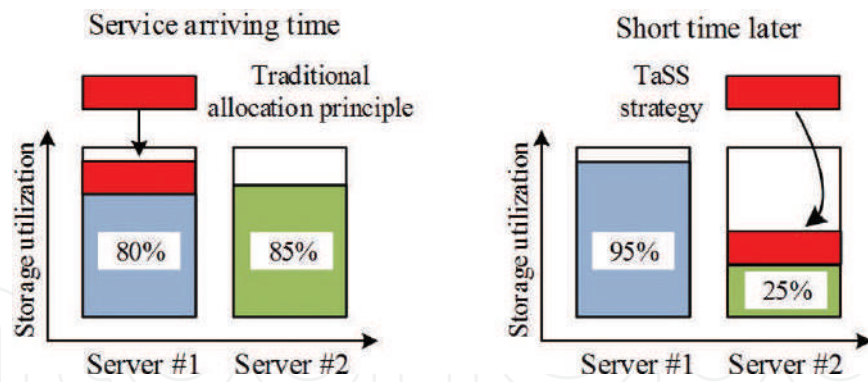 Service arriving time
Traditional
allocation principle
Storage utilization
80%
85%
Server #1
Server #2
Short time later
TaSS
strategy
Storage utilization
95%
25%
Server #1
Server #2